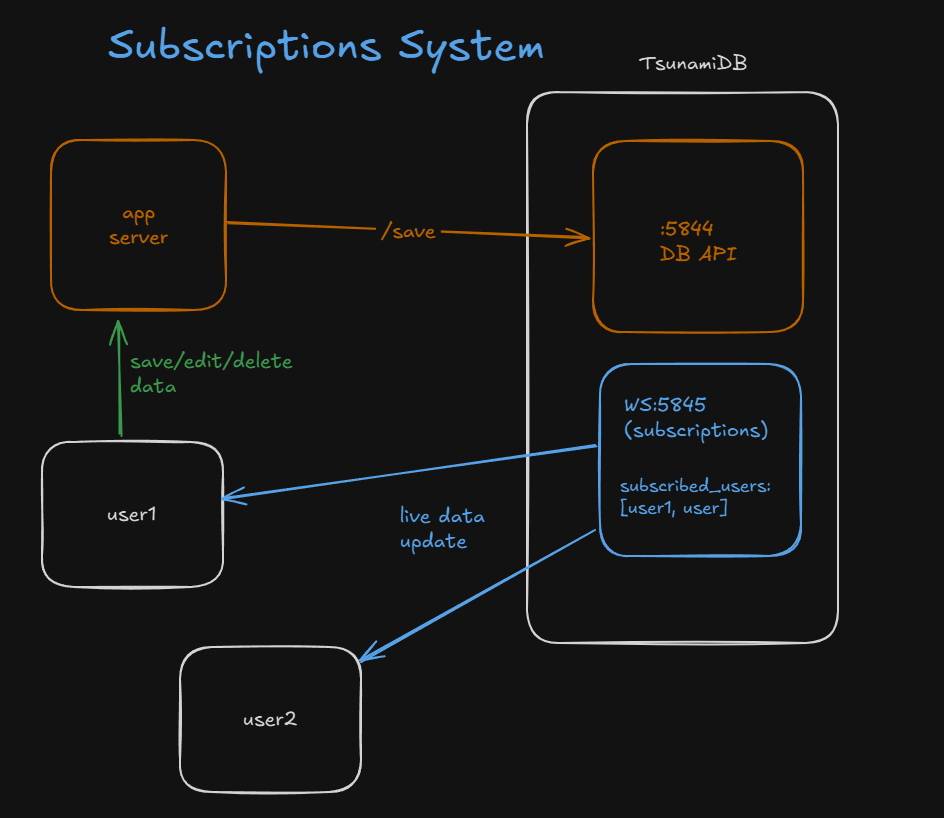 Subscriptions System
TsunamiDB
app
server
/save
:5844
DB API
save/edit/delete
data
WS:5845
(subscriptions)
subscribed_users:
[user1, user]
user1
live data
update
user2